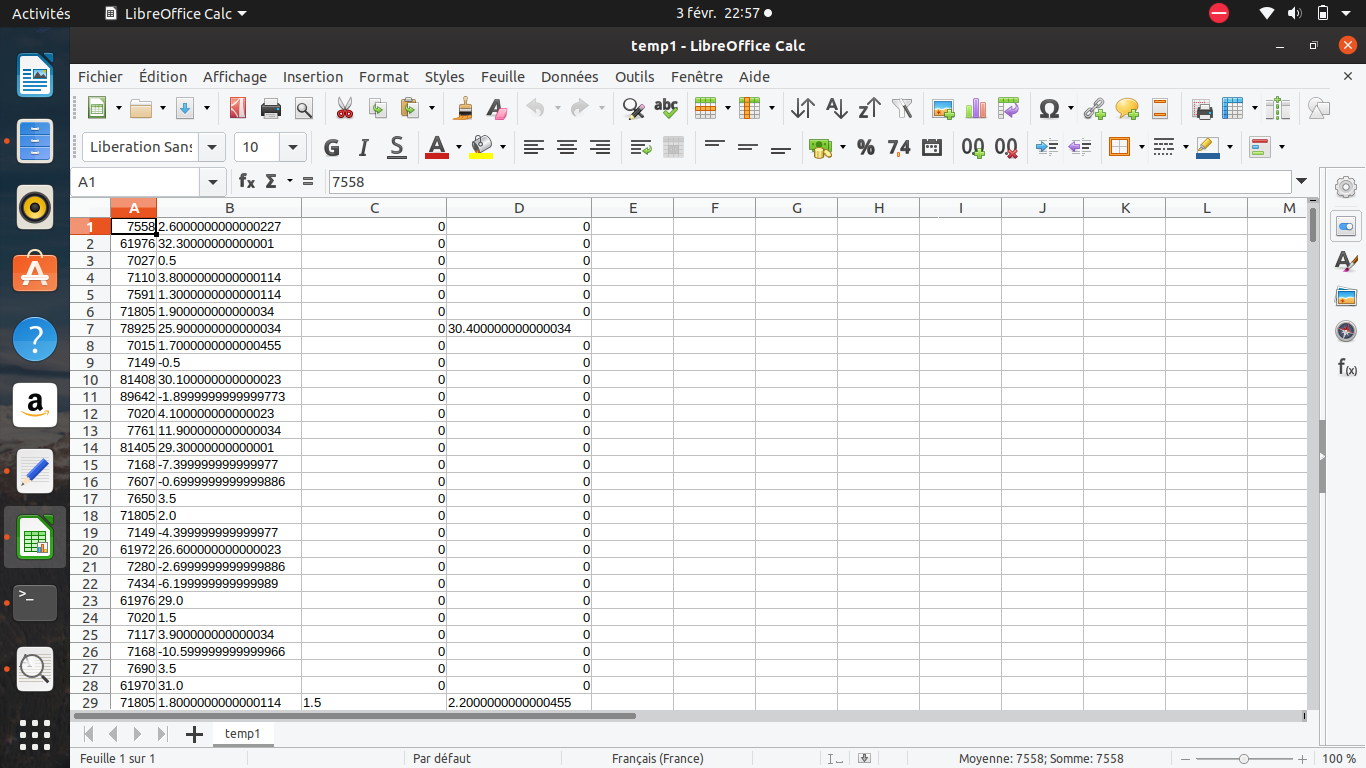 Activités LibreOffice Calc 3 févr. 22:57
temp1 - LibreOffice Calc
Fichier Édition Affichage Insertion Format Styles Feuille Données Outils Fenêtre Aide
Liberation Sans 10 G I S A % 7.4 00 00
A1 fx Σ = 7558
A B C D E F G H I J K L M
1 7558 2.6000000000000227 0 0
2 61976 32.30000000000001 0 0
3 7027 0.5 0 0
4 7110 3.8000000000000114 0 0
5 7591 1.3000000000000114 0 0
6 71805 1.900000000000034 0 0
7 78925 25.900000000000034 0 30.400000000000034
8 7015 1.7000000000000455 0 0
9 7149 -0.5 0 0
10 81408 30.100000000000023 0 0
11 89642 -1.8999999999999773 0 0
12 7020 4.100000000000023 0 0
13 7761 11.900000000000034 0 0
14 81405 29.30000000000001 0 0
15 7168 -7.399999999999977 0 0
16 7607 -0.6999999999999886 0 0
17 7650 3.5 0 0
18 71805 2.0 0 0
19 7149 -4.399999999999977 0 0
20 61972 26.600000000000023 0 0
21 7280 -2.6999999999999886 0 0
22 7434 -6.199999999999989 0 0
23 61976 29.0 0 0
24 7020 1.5 0 0
25 7117 3.900000000000034 0 0
26 7168 -10.599999999999966 0 0
27 7690 3.5 0 0
28 61970 31.0 0 0
29 71805 1.8000000000000114 1.5 2.2000000000000455
temp1
Feuille 1 sur 1 Par défaut Français (France) Moyenne: 7558; Somme: 7558 100 %